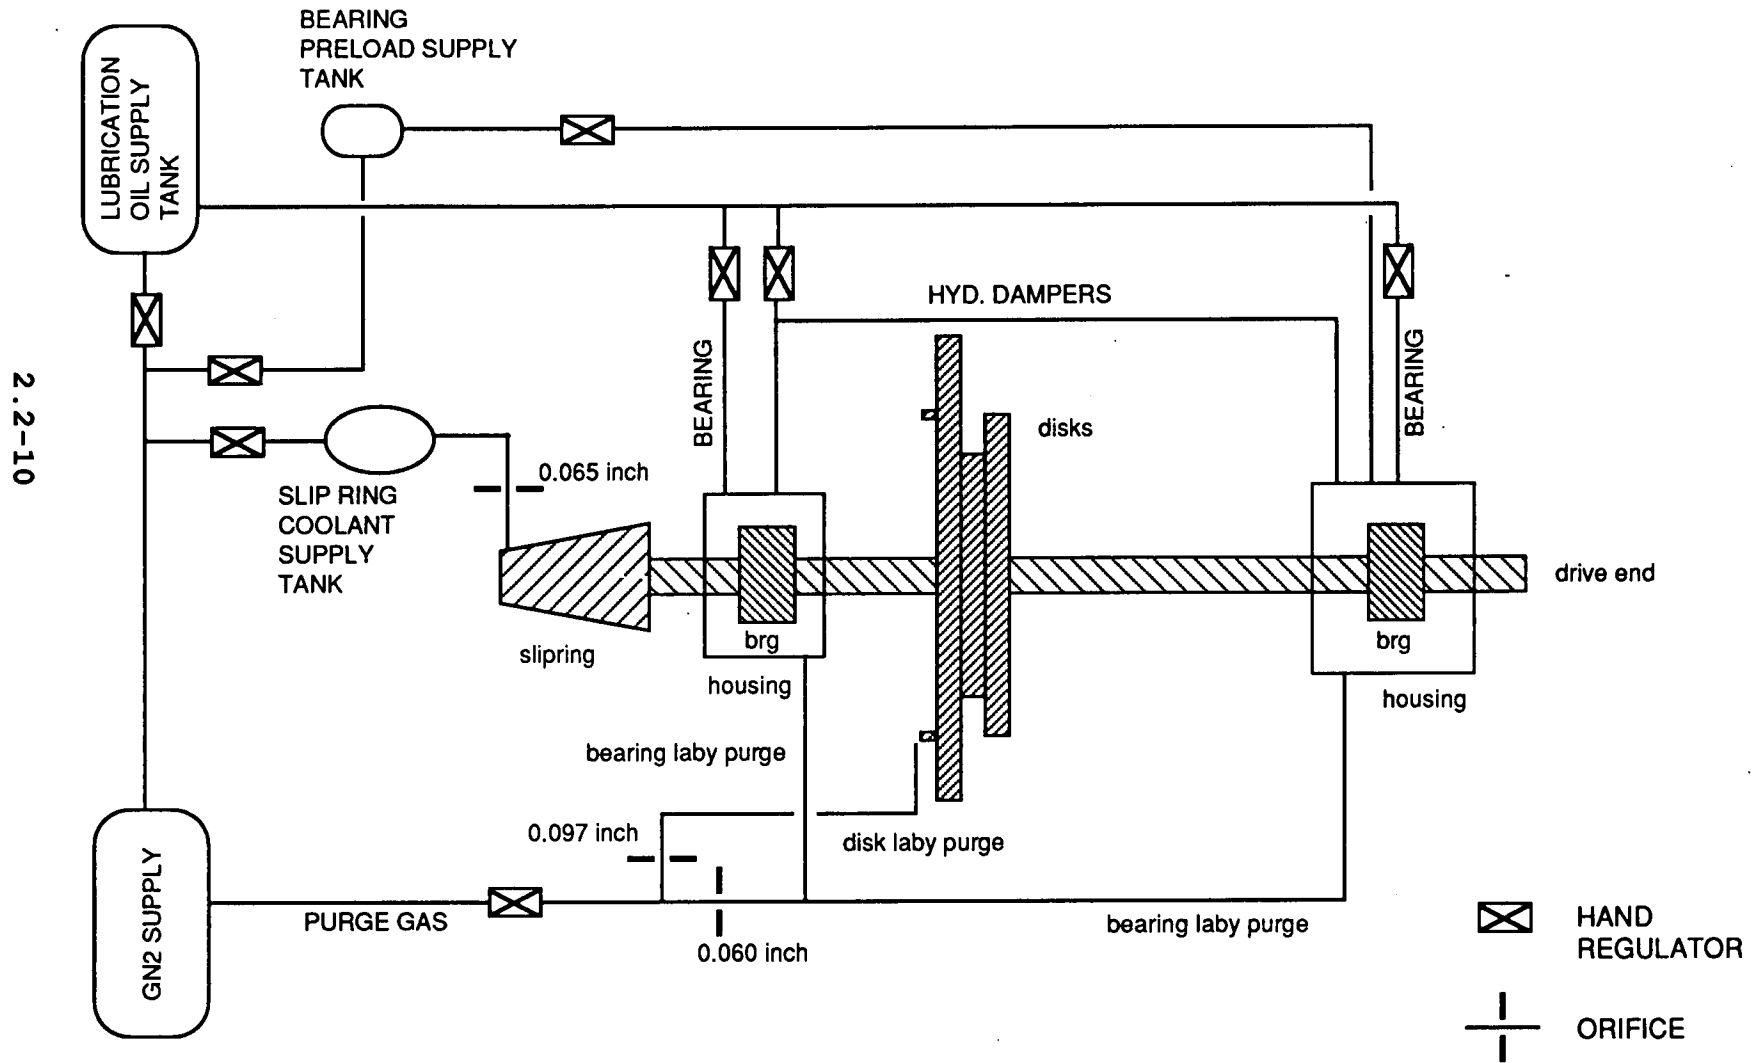 BEARING
PRELOAD SUPPLY
TANK
LUBRICATION
OIL SUPPLY
TANK
HYD. DAMPERS
BEARING
BEARING
disks
2.2-10
0.065 inch
SLIP RING
COOLANT
SUPPLY
TANK
drive end
slipring
brg
brg
housing
housing
bearing laby purge
0.097 inch
disk laby purge
GN2 SUPPLY
PURGE GAS
0.060 inch
bearing laby purge
HAND
REGULATOR
ORIFICE